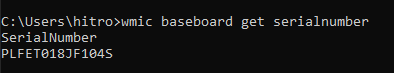 C:\Users\hitro>wmic baseboard get serialnumber
SerialNumber
PLFET018JF104S